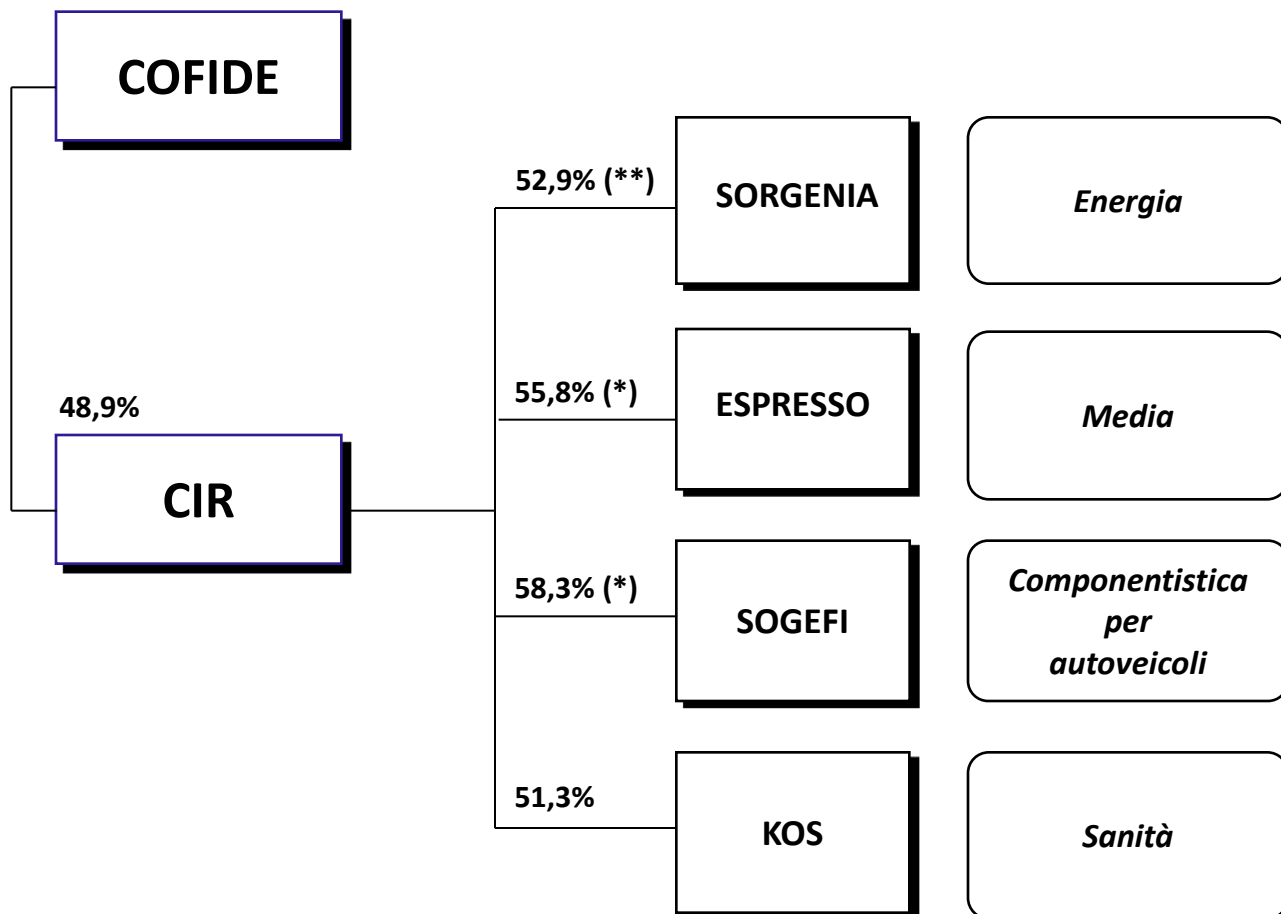 COFIDE
52,9% (**)
SORGENIA
Energia
55,8% (*)
ESPRESSO
Media
48,9%
CIR
58,3% (*)
SOGEFI
Componentistica
per
autoveicoli
51,3%
KOS
Sanità